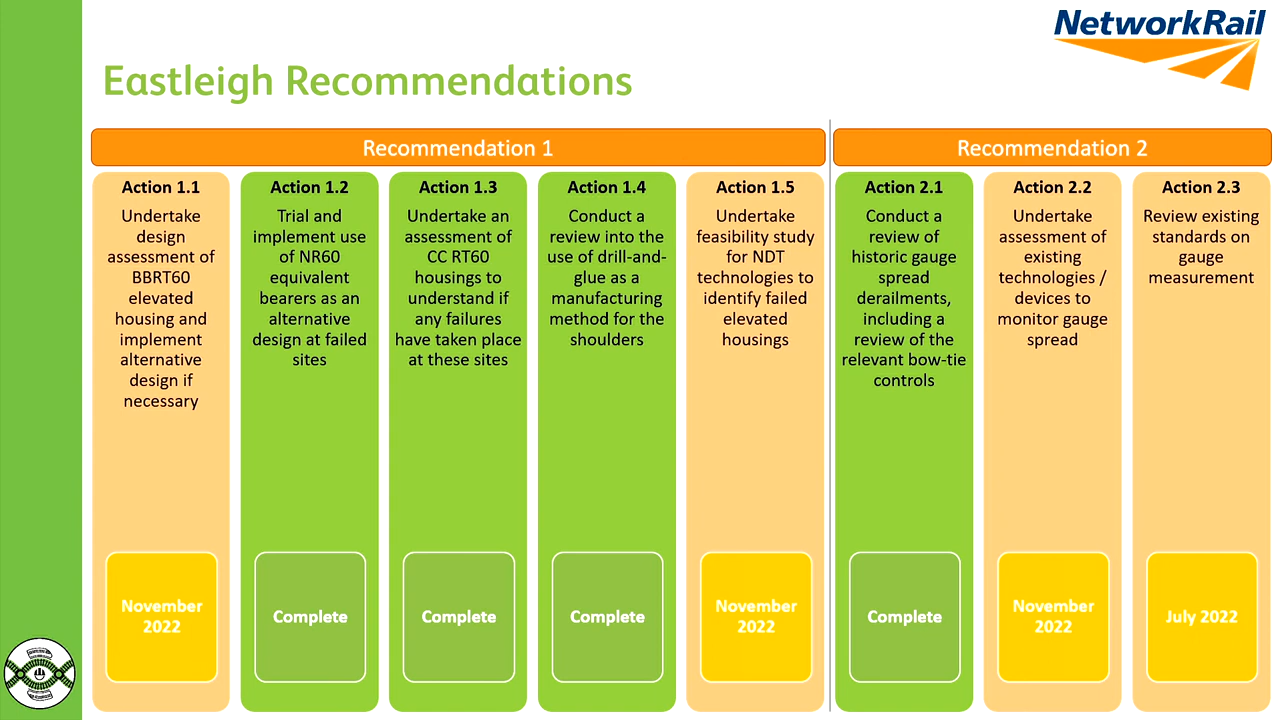 NetworkRail
Eastleigh Recommendations
Recommendation 1
Action 1.1
Undertake
design
assessment of
BBRT60
elevated
housing and
implement
alternative
design if
necessary
November
2022
Action 1.2
Trial and
implement use
of NR60
equivalent
bearers as an
alternative
design at failed
sites
Complete
Action 1.3
Undertake an
assessment of
CC RT60
housings to
understand if
any failures
have taken place
at these sites
Complete
Action 1.4
Conduct a
review into the
use of drill-and-
glue as a
manufacturing
method for the
shoulders
Complete
Action 1.5
Undertake
feasibility study
for NDT
technologies to
identify failed
elevated
housings
November
2022
Recommendation 2
Action 2.1
Conduct a
review of
historic gauge
spread
derailments,
including a
review of the
relevant bow-tie
controls
Complete
Action 2.2
Undertake
assessment of
existing
technologies /
devices to
monitor gauge
spread
November
2022
Action 2.3
Review existing
standards on
gauge
measurement
July 2022